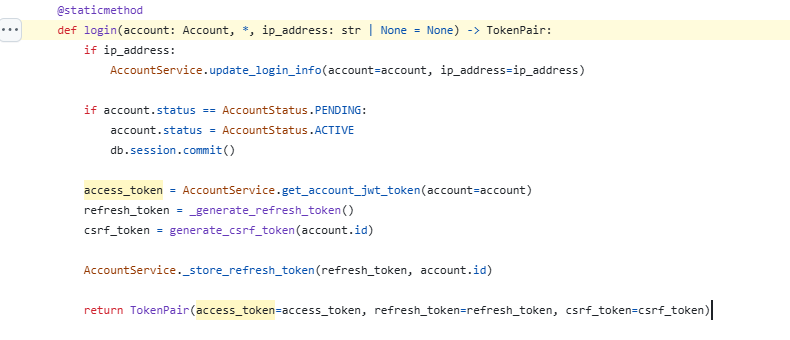 @staticmethod
def login(account: Account, *, ip_address: str | None = None) -> TokenPair:
    if ip_address:
        AccountService.update_login_info(account=account, ip_address=ip_address)

    if account.status == AccountStatus.PENDING:
        account.status = AccountStatus.ACTIVE
        db.session.commit()

    access_token = AccountService.get_account_jwt_token(account=account)
    refresh_token = _generate_refresh_token()
    csrf_token = generate_csrf_token(account.id)

    AccountService._store_refresh_token(refresh_token, account.id)

    return TokenPair(access_token=access_token, refresh_token=refresh_token, csrf_token=csrf_token)